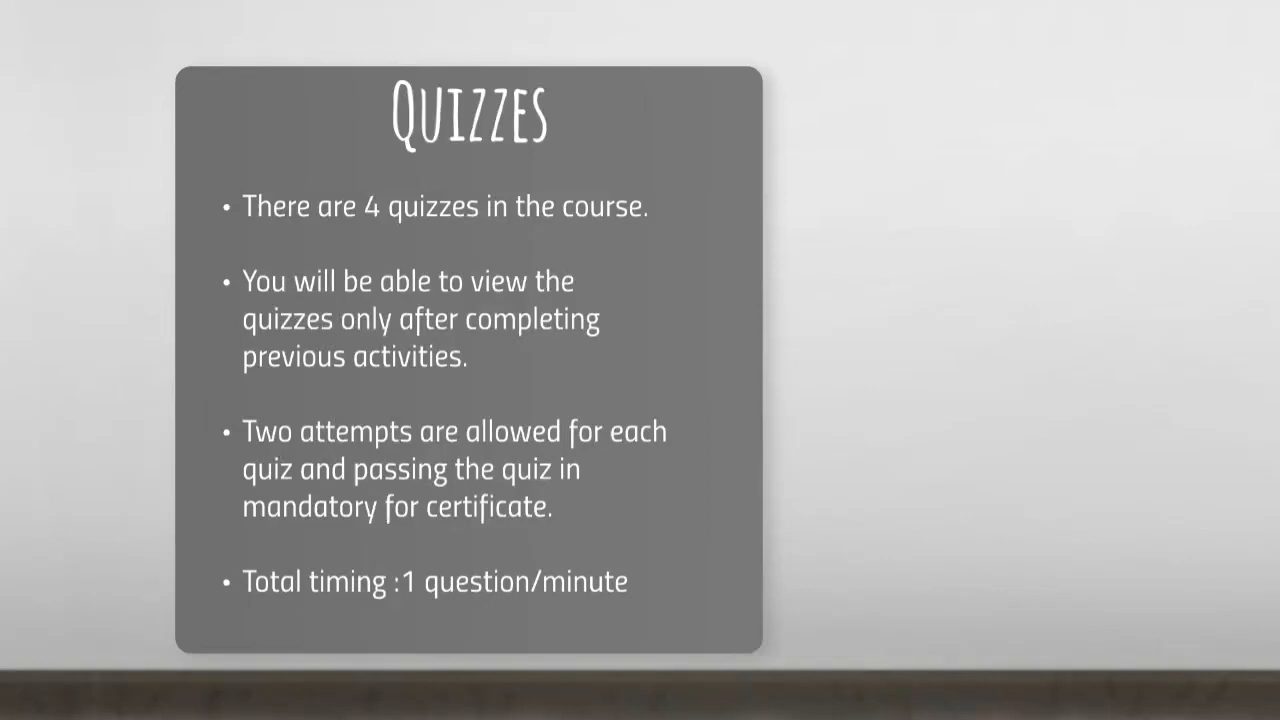 QUIZZES
• There are 4 quizzes in the course.
• You will be able to view the
quizzes only after completing
previous activities.
• Two attempts are allowed for each
quiz and passing the quiz in
mandatory for certificate.
• Total timing :1 question/minute